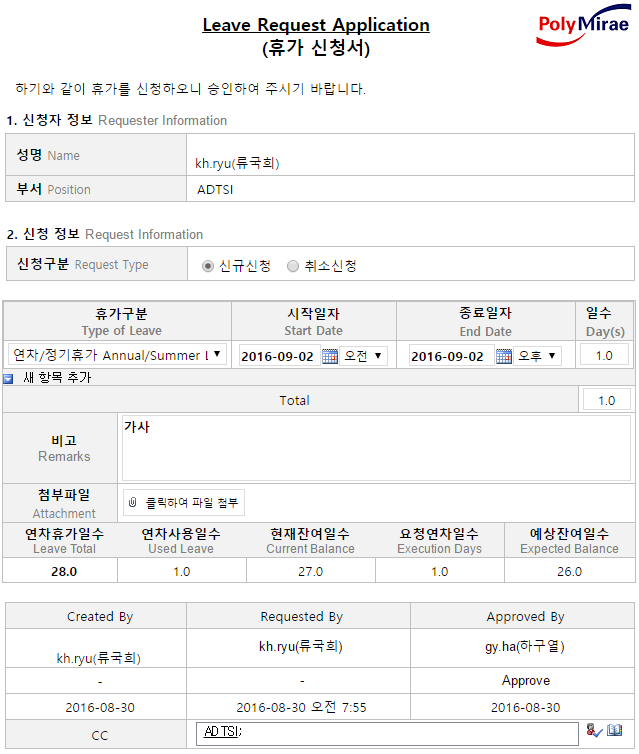 Leave Request Application
PolyMirae
(휴가 신청서)
하기와 같이 휴가를 신청하오니 승인하여 주시기 바랍니다.
1. 신청자 정보 Requester Information
성명 Name
kh.ryu(류국희)
부서 Position
ADTSI
2. 신청 정보 Request Information
신청구분 Request Type
신규신청
취소신청
휴가구분 시작일자 종료일자 일수
Type of Leave Start Date End Date Day(s)
연차/정기휴가 Annual/Summer L 2016-09-02 오전 2016-09-02 오후 1.0
새 항목 추가
Total 1.0
비고
Remarks
가사
첨부파일
Attachment
클릭하여 파일 첨부
연차휴가일수 연차사용일수 현재잔여일수 요청연차일수 예상잔여일수
Leave Total Used Leave Current Balance Execution Days Expected Balance
28.0 1.0 27.0 1.0 26.0
Created By Requested By Approved By
kh.ryu(류국희) kh.ryu(류국희) gy.ha(하구열)
- - Approve
2016-08-30 2016-08-30 오전 7:55 2016-08-30
CC ADTSI;